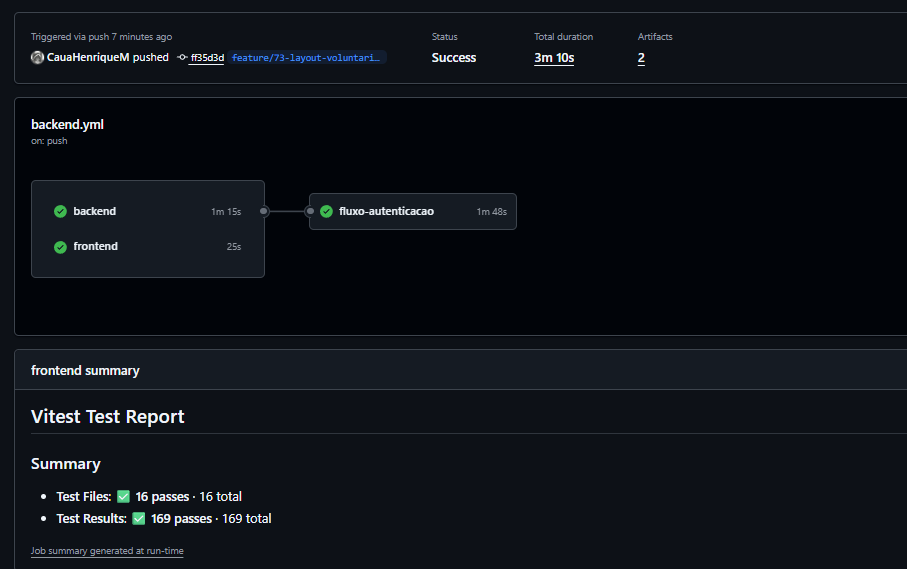 Triggered via push 7 minutes ago
CauaHenriqueM pushed ff35d3d feature/73-layout-voluntari…
Status
Success
Total duration
3m 10s
Artifacts
2
backend.yml
on: push
backend 1m 15s
frontend 25s
fluxo-autenticacao 1m 48s
frontend summary
Vitest Test Report
Summary
• Test Files: ✅ 16 passes · 16 total
• Test Results: ✅ 169 passes · 169 total
Job summary generated at run-time